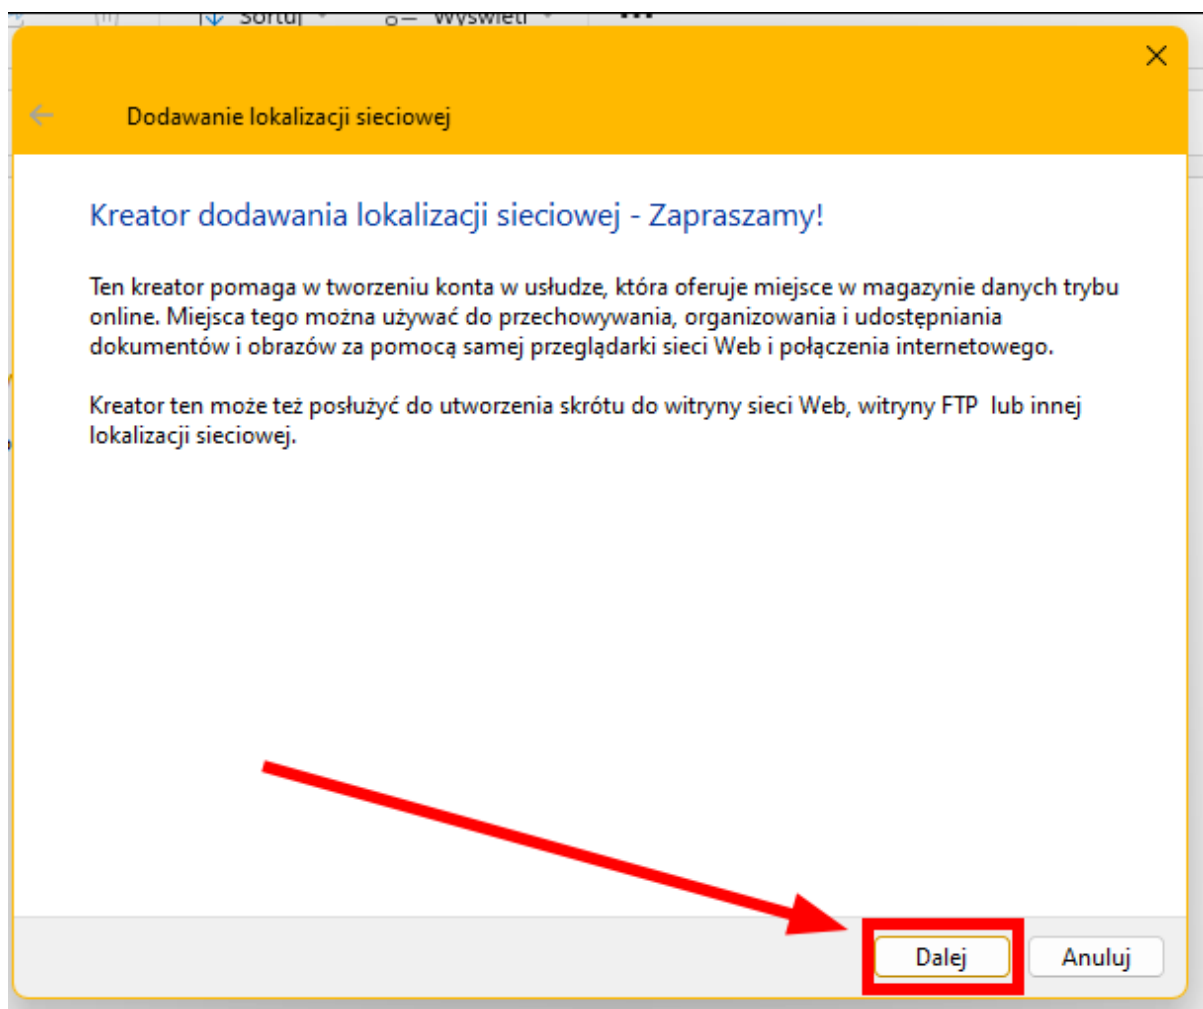 Sortuj
Wyświetl
Dodawanie lokalizacji sieciowej
Kreator dodawania lokalizacji sieciowej - Zapraszamy!
Ten kreator pomaga w tworzeniu konta w usłudze, która oferuje miejsce w magazynie danych trybu
online. Miejsca tego można używać do przechowywania, organizowania i udostępniania
dokumentów i obrazów za pomocą samej przeglądarki sieci Web i połączenia internetowego.
Kreator ten może też posłużyć do utworzenia skrótu do witryny sieci Web, witryny FTP lub innej
lokalizacji sieciowej.
Dalej
Anuluj